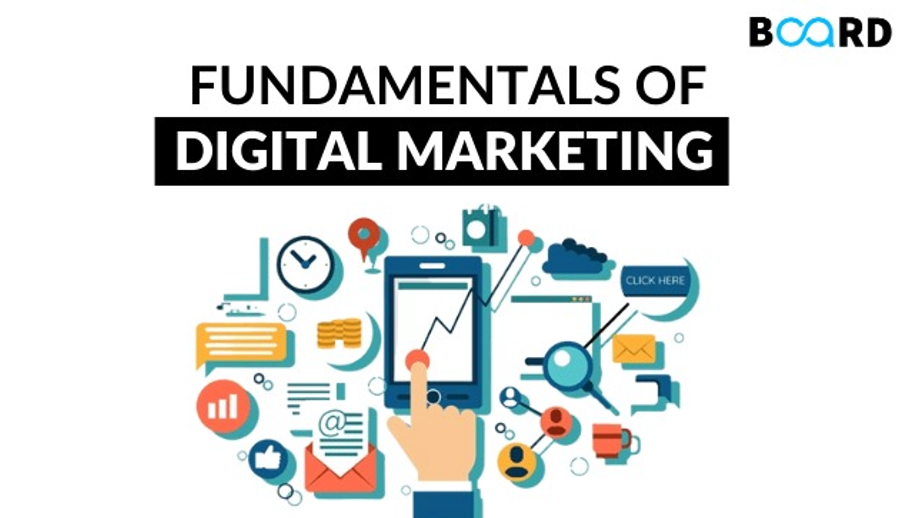 BOARD
FUNDAMENTALS OF
DIGITAL MARKETING
CLICK HERE
@